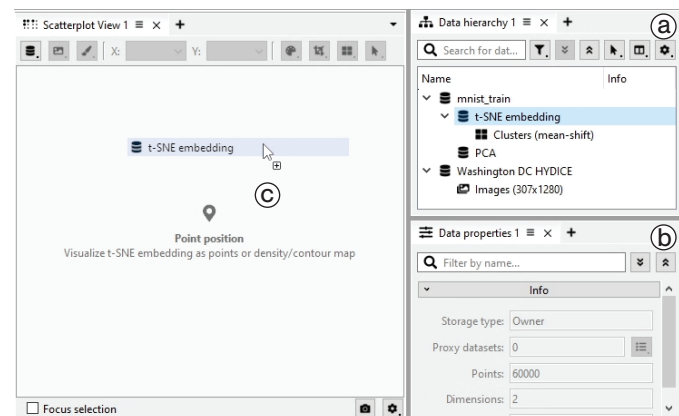 Scatterplot View 1
X:
Y:
t-SNE embedding
c
Point position
Visualize t-SNE embedding as points or density/contour map
Focus selection
Data hierarchy 1
a
Search for dat...
Name Info
mnist_train
t-SNE embedding
Clusters (mean-shift)
PCA
Washington DC HYDICE
Images (307x1280)
Data properties 1
b
Filter by name...
Info
Storage type: Owner
Proxy datasets: 0
Points: 60000
Dimensions: 2